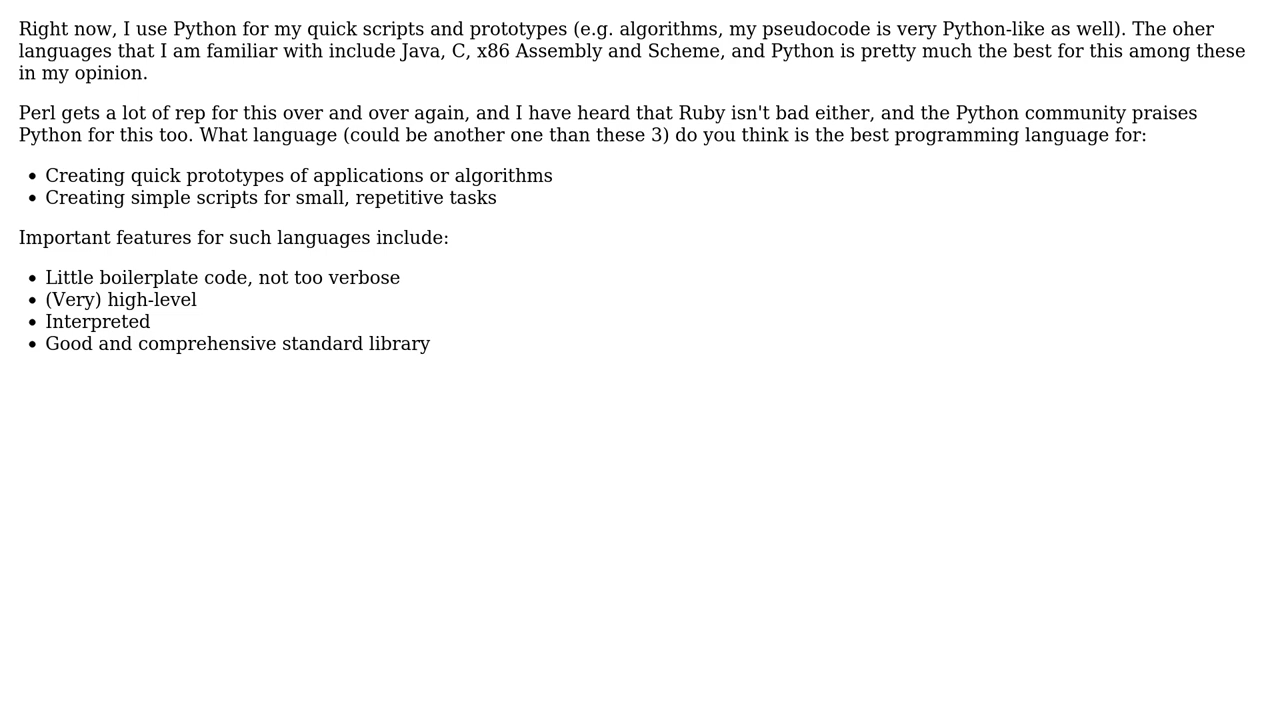 Right now, I use Python for my quick scripts and prototypes (e.g. algorithms, my pseudocode is very Python-like as well). The oher
languages that I am familiar with include Java, C, x86 Assembly and Scheme, and Python is pretty much the best for this among these
in my opinion.
Perl gets a lot of rep for this over and over again, and I have heard that Ruby isn't bad either, and the Python community praises
Python for this too. What language (could be another one than these 3) do you think is the best programming language for:
• Creating quick prototypes of applications or algorithms
• Creating simple scripts for small, repetitive tasks
Important features for such languages include:
• Little boilerplate code, not too verbose
• (Very) high-level
• Interpreted
• Good and comprehensive standard library